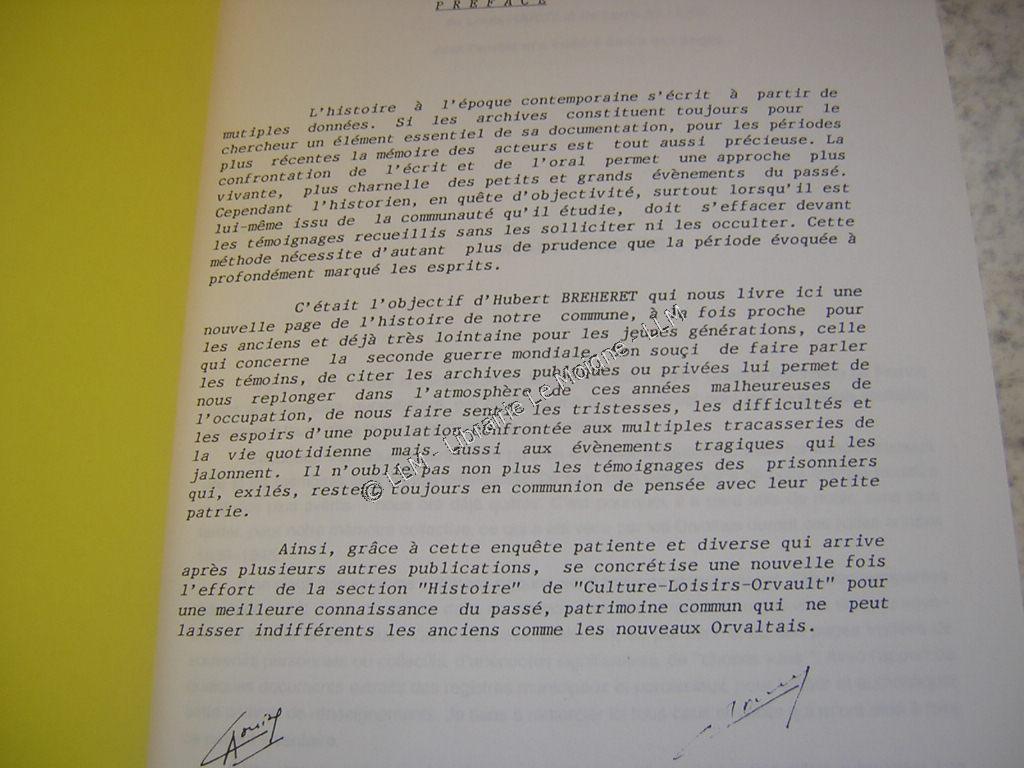 P R E F A C E
L'histoire à l'époque contemporaine s'écrit à partir de
mutiples données. Si les archives constituent toujours pour le
chercheur un élément essentiel de sa documentation, pour les périodes
plus récentes la mémoire des acteurs est tout aussi précieuse. La
confrontation de l'écrit et de l'oral permet une approche plus
vivante, plus charnelle des petits et grands évènements du passé.
Cependant l'historien, en quête d'objectivité, surtout lorsqu'il est
lui-même issu de la communauté qu'il étudie, doit s'effacer devant
les témoignages recueillis sans les solliciter ni les occulter. Cette
méthode nécessite d'autant plus de prudence que la période évoquée à
profondément marqué les esprits.
C'était l'objectif d'Hubert BREHERET qui nous livre ici une
nouvelle page de l'histoire de notre commune, à la fois proche pour
les anciens et déjà très lointaine pour les jeunes générations, celle
qui concerne la seconde guerre mondiale. Son souçi de faire parler
les témoins, de citer les archives publiques ou privées lui permet de
nous replonger dans l'atmosphère de ces années malheureuses de
l'occupation, de nous faire sentir les tristesses, les difficultés et
les espoirs d'une population confrontée aux multiples tracasseries de
la vie quotidienne mais aussi aux évènements tragiques qui les
jalonnent. Il n'oublie pas non plus les témoignages des prisonniers
qui, exilés, restent toujours en communion de pensée avec leur petite
patrie.
Ainsi, grâce à cette enquête patiente et diverse qui arrive
après plusieurs autres publications, se concrétise une nouvelle fois
l'effort de la section "Histoire" de "Culture-Loisirs-Orvault" pour
une meilleure connaissance du passé, patrimoine commun qui ne peut
laisser indifférents les anciens comme les nouveaux Orvaltais.
© LLM - Librairie Le Moigne - LLM